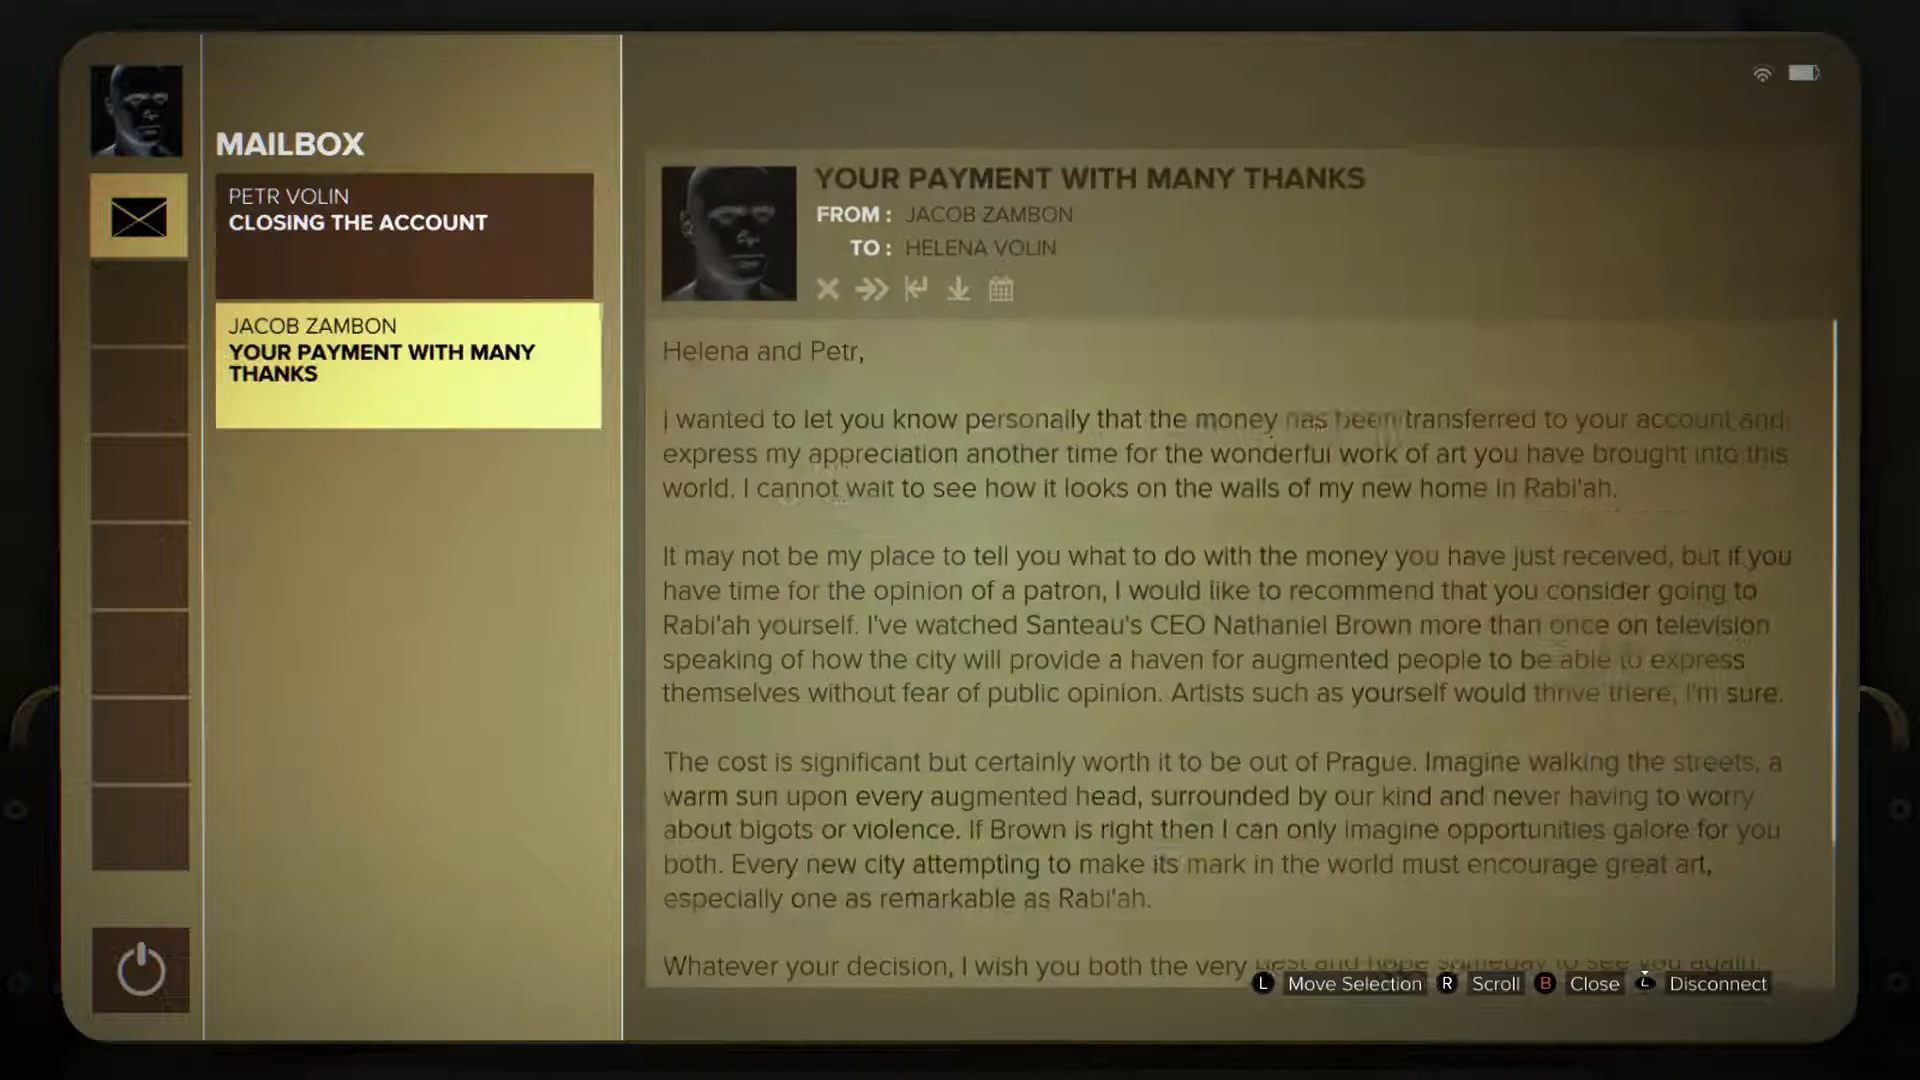 MAILBOX
PETR VOLIN
CLOSING THE ACCOUNT
JACOB ZAMBON
YOUR PAYMENT WITH MANY
THANKS
YOUR PAYMENT WITH MANY THANKS
FROM : JACOB ZAMBON
TO : HELENA VOLIN
Helena and Petr,
I wanted to let you know personally that the money has been transferred to your account and
express my appreciation another time for the wonderful work of art you have brought into this
world. I cannot wait to see how it looks on the walls of my new home in Rabi'ah.
It may not be my place to tell you what to do with the money you have just received, but if you
have time for the opinion of a patron, I would like to recommend that you consider going to
Rabi'ah yourself. I've watched Santeau's CEO Nathaniel Brown more than once on television
speaking of how the city will provide a haven for augmented people to be able to express
themselves without fear of public opinion. Artists such as yourself would thrive there, I'm sure.
The cost is significant but certainly worth it to be out of Prague. Imagine walking the streets, a
warm sun upon every augmented head, surrounded by our kind and never having to worry
about bigots or violence. If Brown is right then I can only imagine opportunities galore for you
both. Every new city attempting to make its mark in the world must encourage great art,
especially one as remarkable as Rabi'ah.
Whatever your decision, I wish you both the very best and hope someday to see you again.
L Move Selection R Scroll B Close L Disconnect